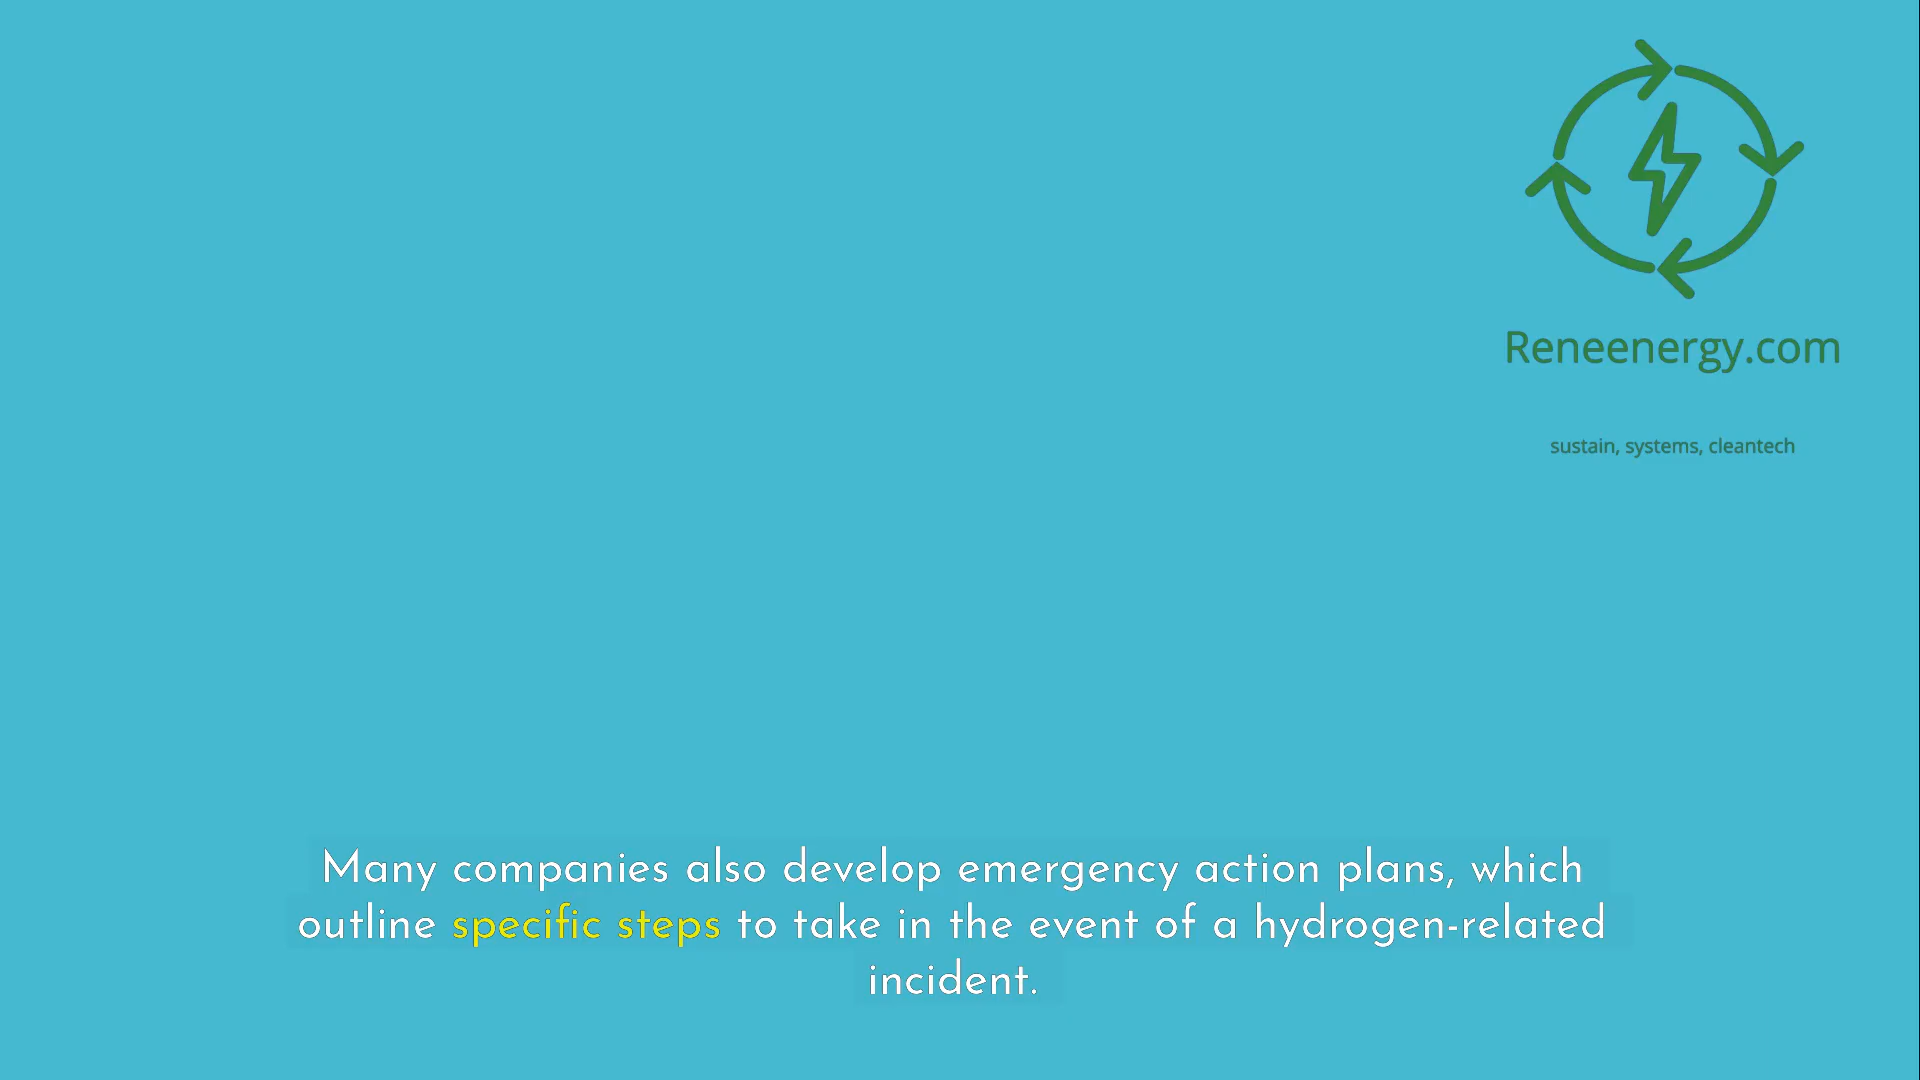 Reneenergy.com
sustain, systems, cleantech
Many companies also develop emergency action plans, which
outline specific steps to take in the event of a hydrogen-related
incident.